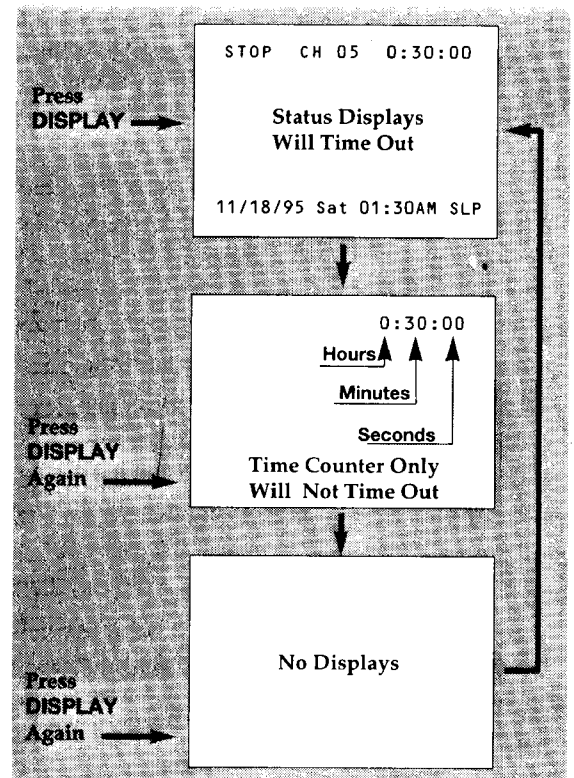 STOP CH 05 0:30:00
Press
DISPLAY
Status Displays
Will Time Out
11/18/95 Sat 01:30AM SLP
0:30:00
Hours
Minutes
Seconds
Press
DISPLAY
Again
Time Counter Only
Will Not Time Out
No Displays
Press
DISPLAY
Again